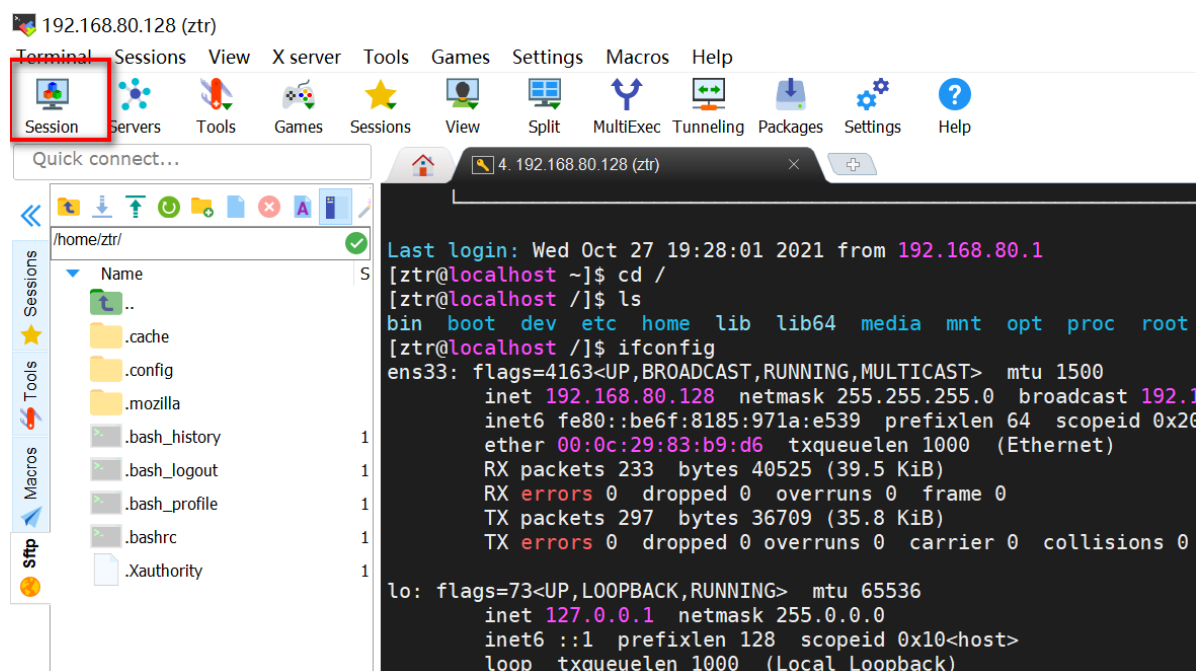 192.168.80.128 (ztr)
Terminal Sessions View X server Tools Games Settings Macros Help
Session Servers Tools Games Sessions View Split MultiExec Tunneling Packages Settings Help
Quick connect...
4. 192.168.80.128 (ztr)
/home/ztr/
Name S
..
.cache
.config
.mozilla
.bash_history 1
.bash_logout 1
.bash_profile 1
.bashrc 1
.Xauthority 1
Sessions
Tools
Macros
Sftp
Last login: Wed Oct 27 19:28:01 2021 from 192.168.80.1
[ztr@localhost ~]$ cd /
[ztr@localhost /]$ ls
bin boot dev etc home lib lib64 media mnt opt proc root
[ztr@localhost /]$ ifconfig
ens33: flags=4163<UP,BROADCAST,RUNNING,MULTICAST> mtu 1500
inet 192.168.80.128 netmask 255.255.255.0 broadcast 192.1
inet6 fe80::be6f:8185:971a:e539 prefixlen 64 scopeid 0x20
ether 00:0c:29:83:b9:d6 txqueuelen 1000 (Ethernet)
RX packets 233 bytes 40525 (39.5 KiB)
RX errors 0 dropped 0 overruns 0 frame 0
TX packets 297 bytes 36709 (35.8 KiB)
TX errors 0 dropped 0 overruns 0 carrier 0 collisions 0
lo: flags=73<UP,LOOPBACK,RUNNING> mtu 65536
inet 127.0.0.1 netmask 255.0.0.0
inet6 ::1 prefixlen 128 scopeid 0x10<host>
loop txqueuelen 1000 (Local Loopback)